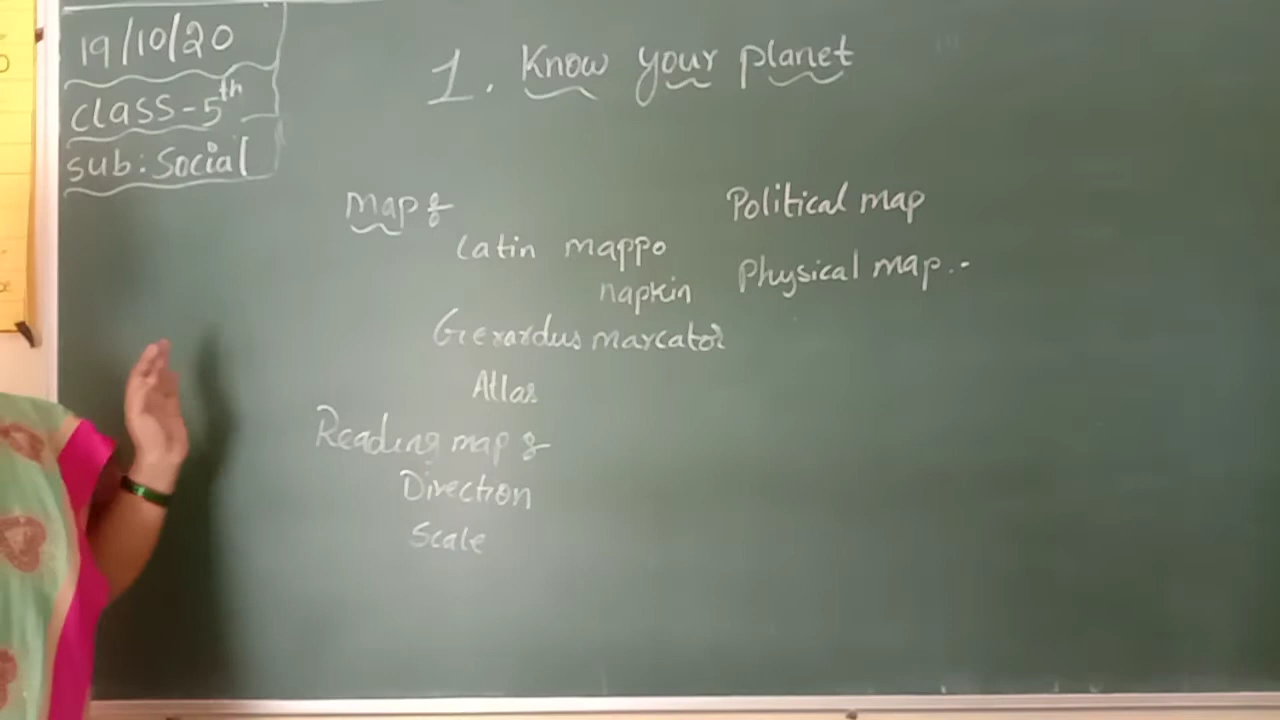 19/10/20
class-5th
sub: Social
1. Know your planet
map :-
Latin mappo
napkin
Gerardus marcator
Atlas
Reading map :-
Direction
Scale
Political map
Physical map.-